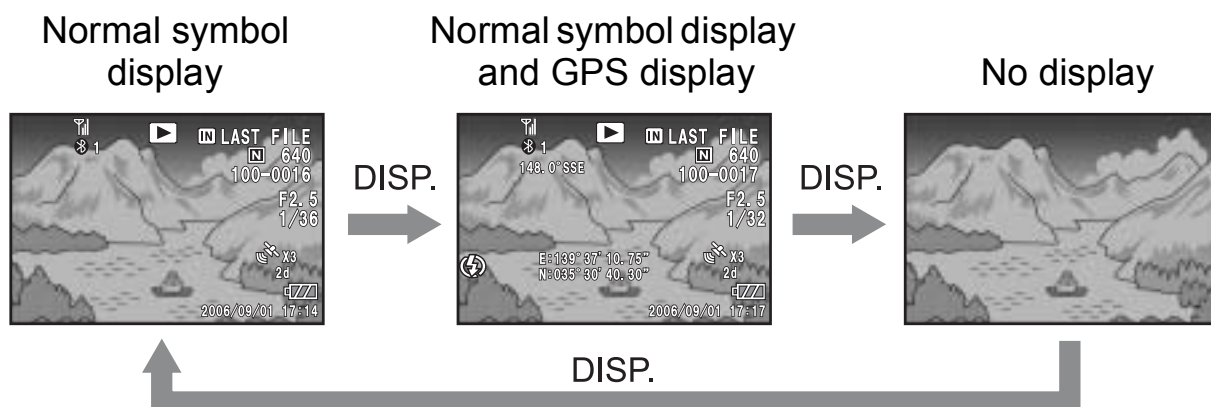 Normal symbol
display
Normal symbol display
and GPS display
No display
IN LAST FILE
1
N 640
100-0016
F2.5
1/36
X3
2d
2006/09/01 17:14
DISP.
IN LAST FILE
1
N 640
148.0°SSE
100-0017
F2.5
1/32
X3
E:139°37'10.75"
2d
N:035°30'40.30"
2006/09/01 17:17
DISP.
DISP.